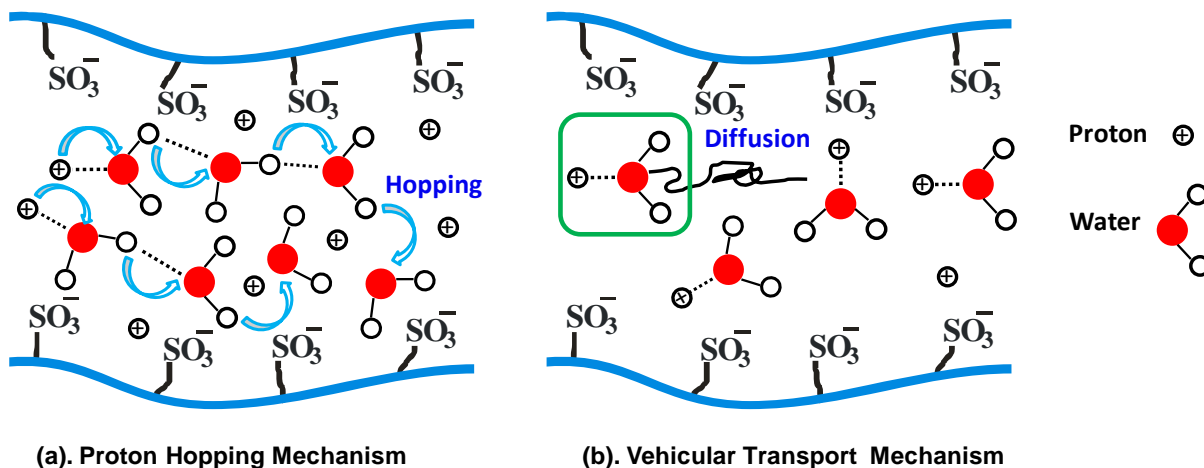 SO₃⁻ SO₃⁻ SO₃⁻ SO₃⁻
Hopping
SO₃⁻ SO₃⁻ SO₃⁻ SO₃⁻
(a). Proton Hopping Mechanism
SO₃⁻ SO₃⁻ SO₃⁻ SO₃⁻
Diffusion
SO₃⁻ SO₃⁻ SO₃⁻ SO₃⁻
(b). Vehicular Transport Mechanism
Proton
Water